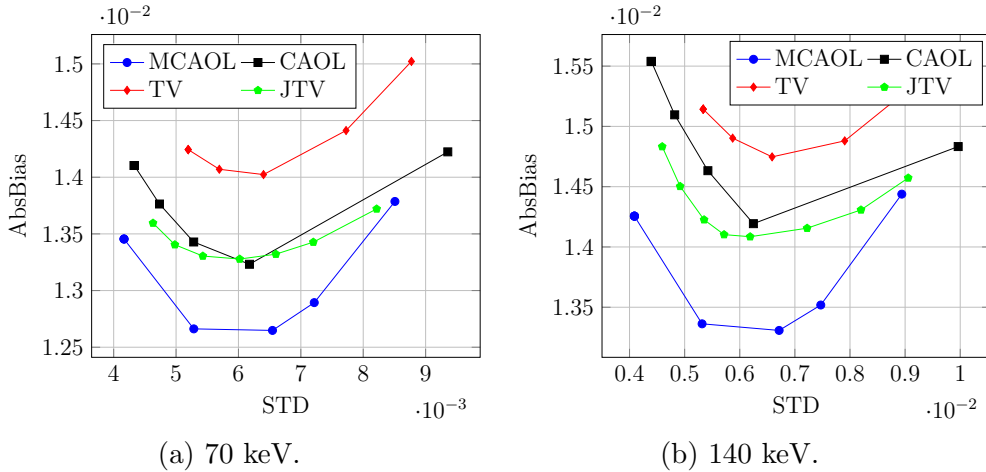 ·10⁻²
MCAOL CAOL
TV JTV
1.5
1.45
1.4
1.35
1.3
1.25
AbsBias
4 5 6 7 8 9
STD
·10⁻³
(a) 70 keV.
·10⁻²
MCAOL CAOL
TV JTV
1.55
1.5
1.45
1.4
1.35
AbsBias
0.4 0.5 0.6 0.7 0.8 0.9 1
STD
·10⁻²
(b) 140 keV.